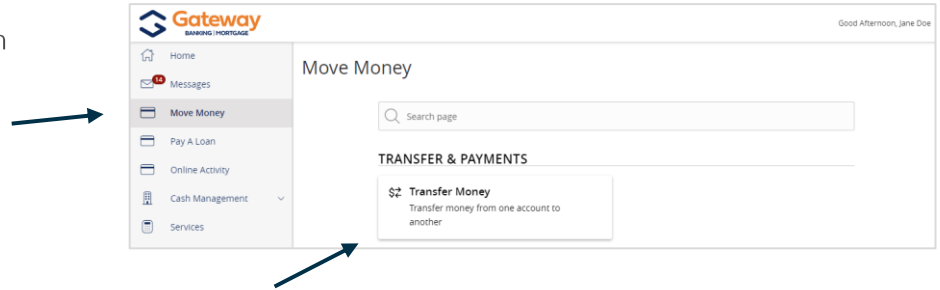 n
Gateway
BANKING | MORTGAGE
Good Afternoon, Jane Doe
Home
14
Messages
Move Money
Pay A Loan
Online Activity
Cash Management
Services
Move Money
Search page
TRANSFER & PAYMENTS
Transfer Money
Transfer money from one account to
another